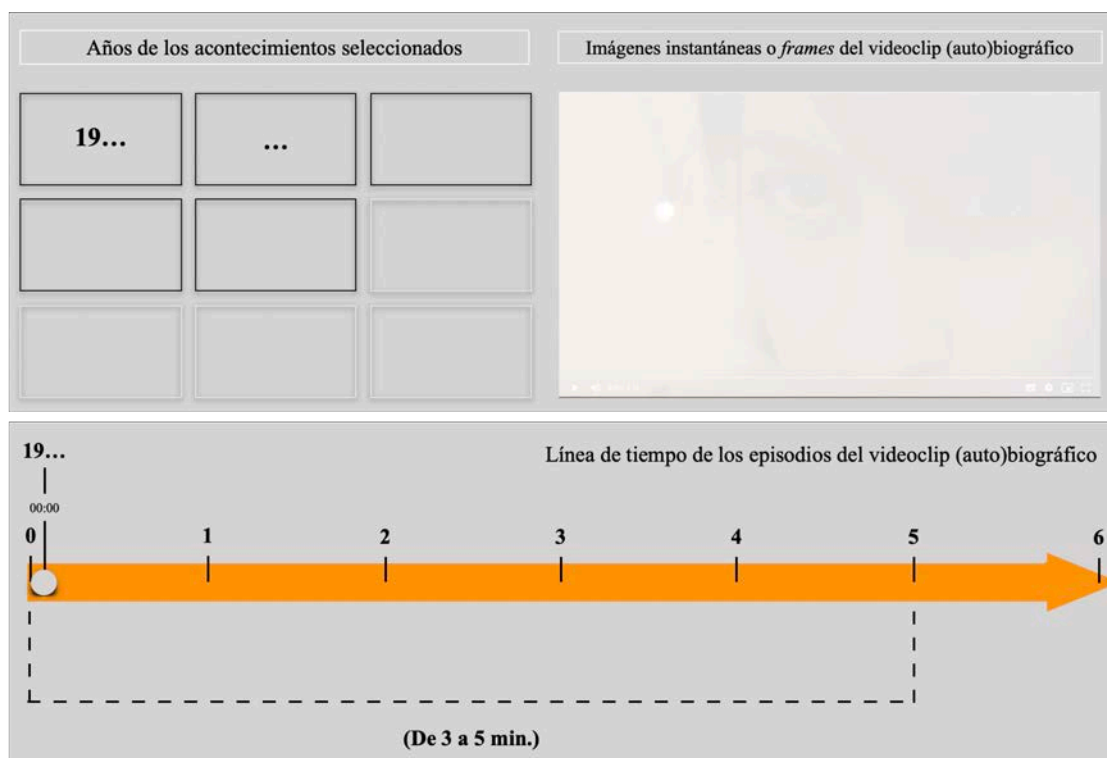 Años de los acontecimientos seleccionados
Imágenes instantáneas o frames del videoclip (auto)biográfico
19...
...
19...
Línea de tiempo de los episodios del videoclip (auto)biográfico
00:00
0
1
2
3
4
5
6
(De 3 a 5 min.)